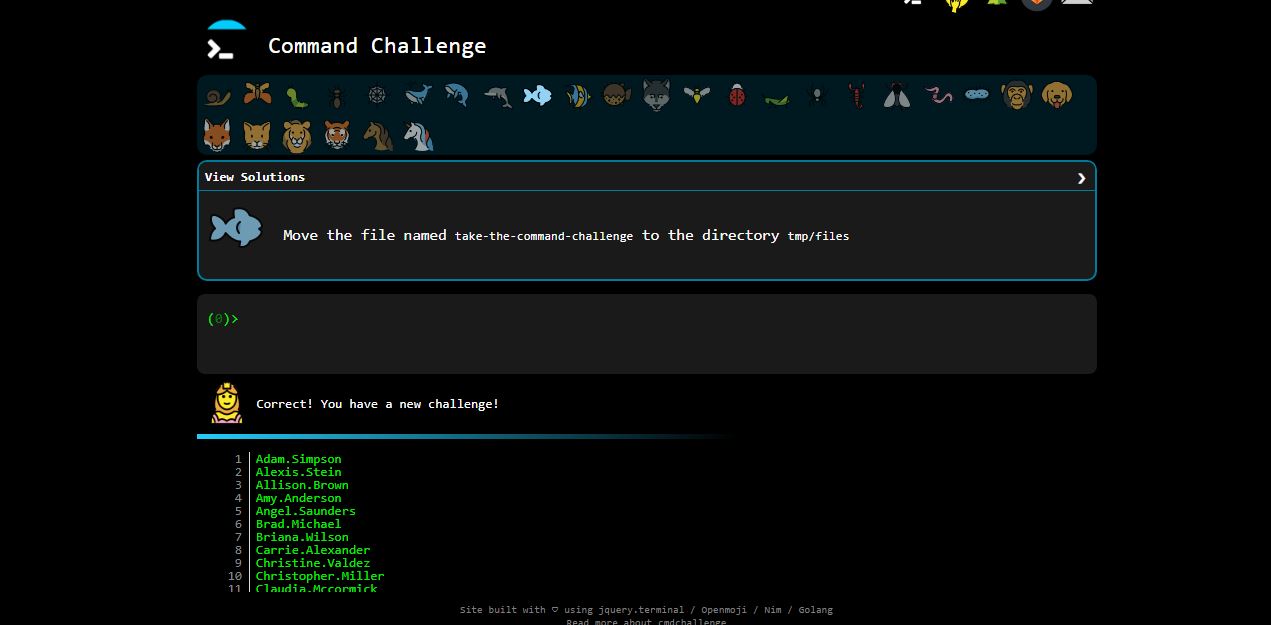 Command Challenge
View Solutions
Move the file named take-the-command-challenge to the directory tmp/files
(0)>
Correct! You have a new challenge!
1 Adam.Simpson
2 Alexis.Stein
3 Allison.Brown
4 Amy.Anderson
5 Angel.Saunders
6 Brad.Michael
7 Briana.Wilson
8 Carrie.Alexander
9 Christine.Valdez
10 Christopher.Miller
11 Claudia.Mccormick
Site built with ♡ using jquery.terminal / Openmoji / Nim / Golang
Read more about cmdchallenge